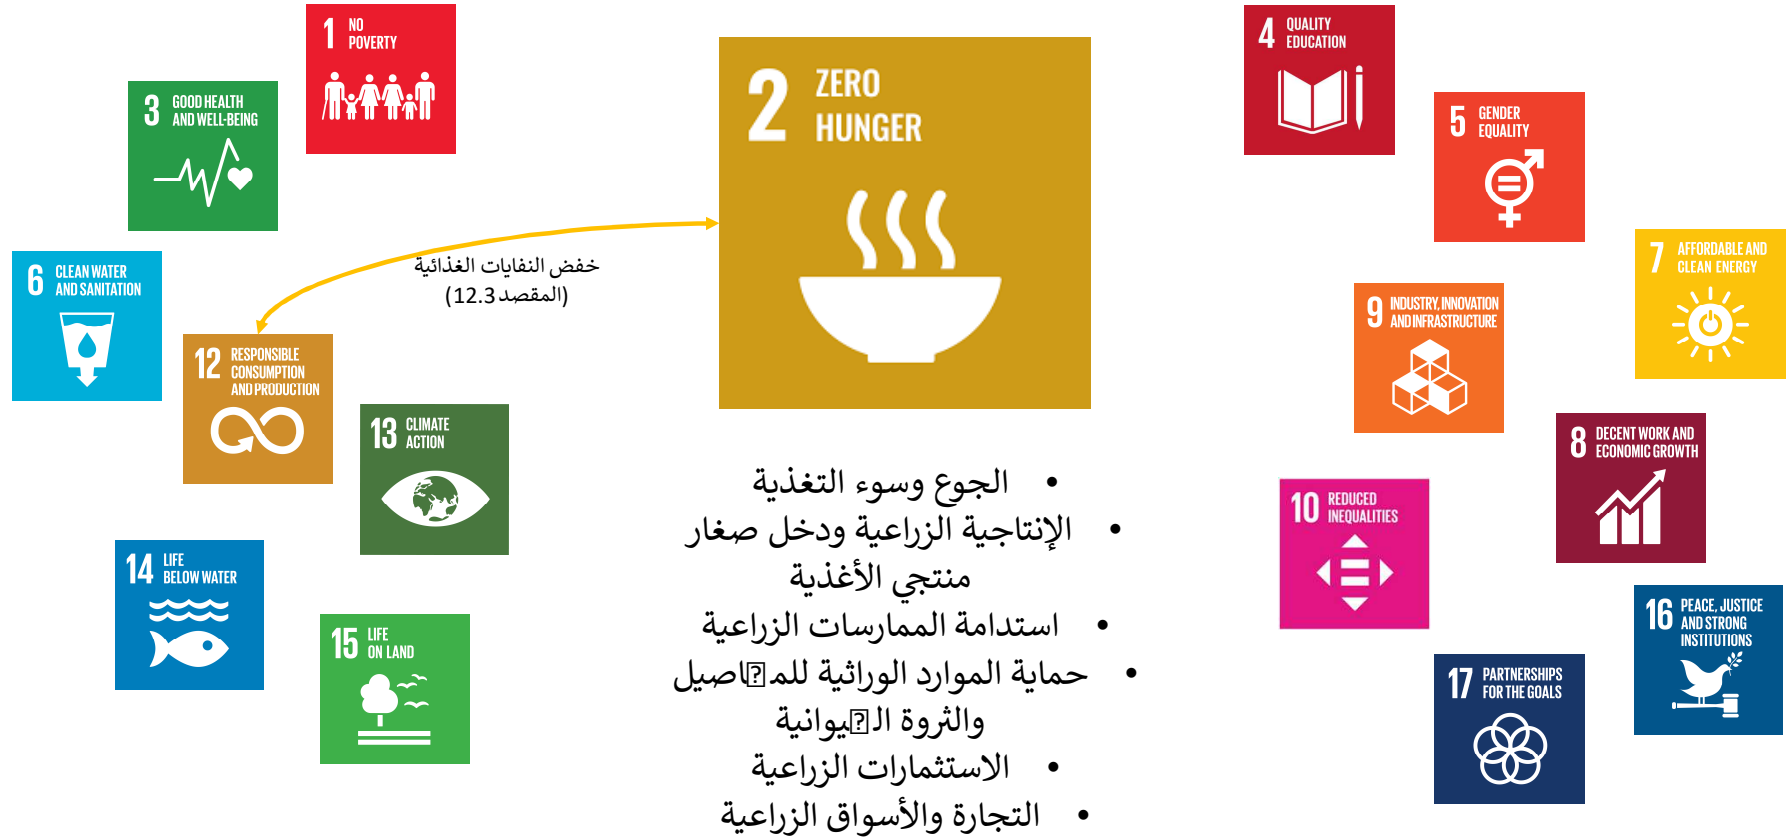 1 NO
POVERTY
3 GOOD HEALTH
AND WELL-BEING
6 CLEAN WATER
AND SANITATION
12 RESPONSIBLE
CONSUMPTION
AND PRODUCTION
13 CLIMATE
ACTION
14 LIFE
BELOW WATER
15 LIFE
ON LAND
خفض النفايات الغذائية
(المقصد 12.3)
2 ZERO
HUNGER
• الجوع وسوء التغذية
• الإنتاجية الزراعية ودخل صغار
منتجي الأغذية
• استدامة الممارسات الزراعية
• حماية الموارد الوراثية
والثروة
• الاستثمارات الزراعية
• التجارة والأسواق الزراعية
4 QUALITY
EDUCATION
5 GENDER
EQUALITY
7 AFFORDABLE AND
CLEAN ENERGY
9 INDUSTRY, INNOVATION
AND INFRASTRUCTURE
8 DECENT WORK AND
ECONOMIC GROWTH
10 REDUCED
INEQUALITIES
16 PEACE, JUSTICE
AND STRONG
INSTITUTIONS
17 PARTNERSHIPS
FOR THE GOALS